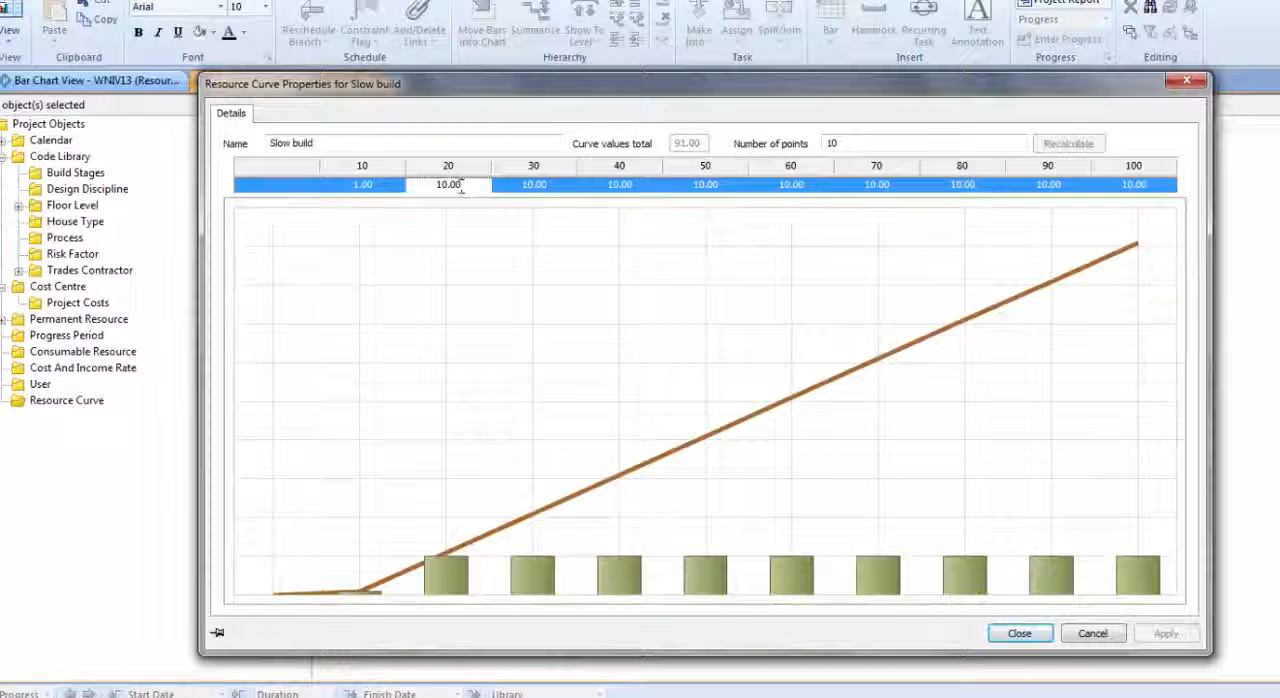 Arial 10
Project Report
Copy
Progress
View Paste Reschedule Constraint Add/Delete Move Bars Summarise Show To Make Assign Split/Join Bar Hammock Recurring Text
Branch Flag Links Into Chart Level Into Task Annotation Enter Progress
B I U A
View Clipboard Font Schedule Hierarchy Task Insert Progress Editing
Bar Chart View - WNIV13 (Resour...
Resource Curve Properties for Slow build
object(s) selected
Project Objects
Calendar
Code Library
Build Stages
Design Discipline
Floor Level
House Type
Process
Risk Factor
Trades Contractor
Cost Centre
Project Costs
Permanent Resource
Progress Period
Consumable Resource
Cost And Income Rate
User
Resource Curve
Details
Name Slow build Curve values total 91.00 Number of points 10 Recalculate
10 20 30 40 50 60 70 80 90 100
1.00 10.00 10.00 10.00 10.00 10.00 10.00 10.00 10.00 10.00
Close Cancel Apply
Progress Start Date Duration Finish Date Library